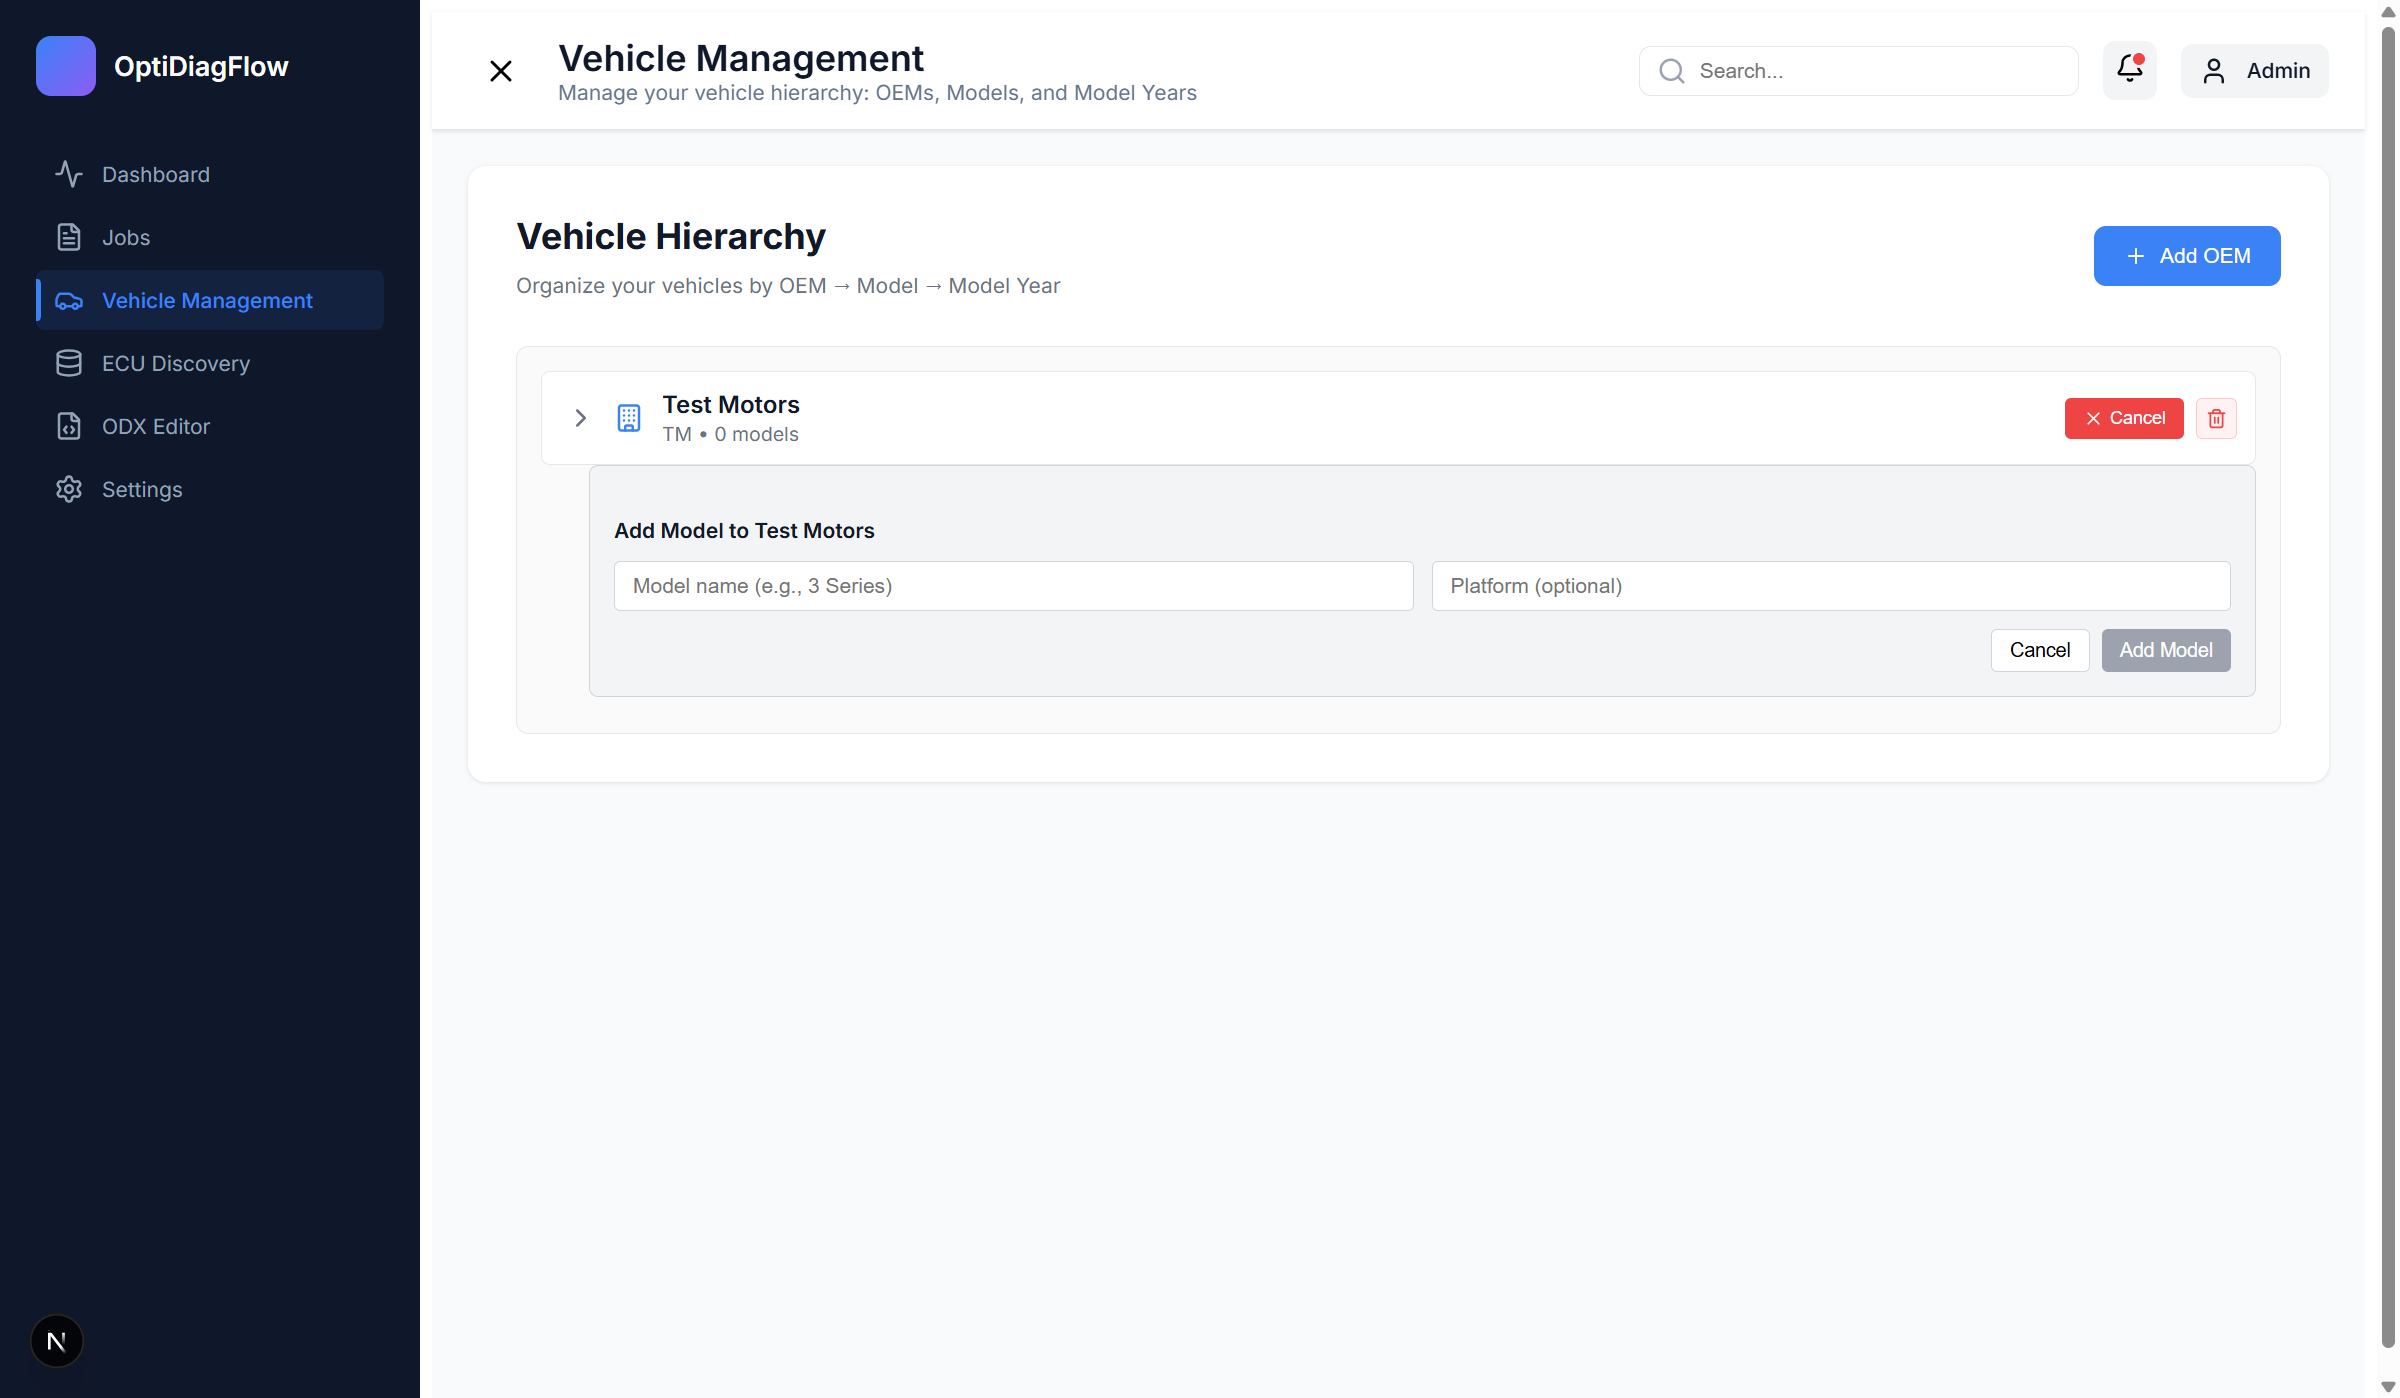 OptiDiagFlow
Dashboard
Jobs
Vehicle Management
ECU Discovery
ODX Editor
Settings
N
Vehicle Management
Manage your vehicle hierarchy: OEMs, Models, and Model Years
Search...
Admin
Vehicle Hierarchy
Organize your vehicles by OEM → Model → Model Year
Add OEM
Test Motors
TM • 0 models
Cancel
Add Model to Test Motors
Model name (e.g., 3 Series)
Platform (optional)
Cancel
Add Model